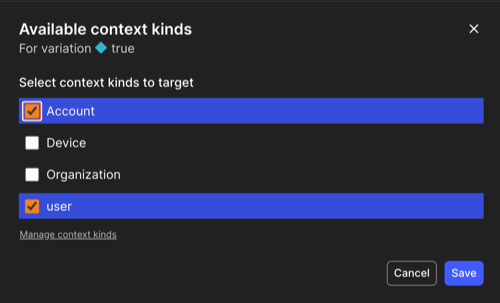 Available context kinds
For variation true
Select context kinds to target
Account
Device
Organization
user
Manage context kinds
Cancel Save